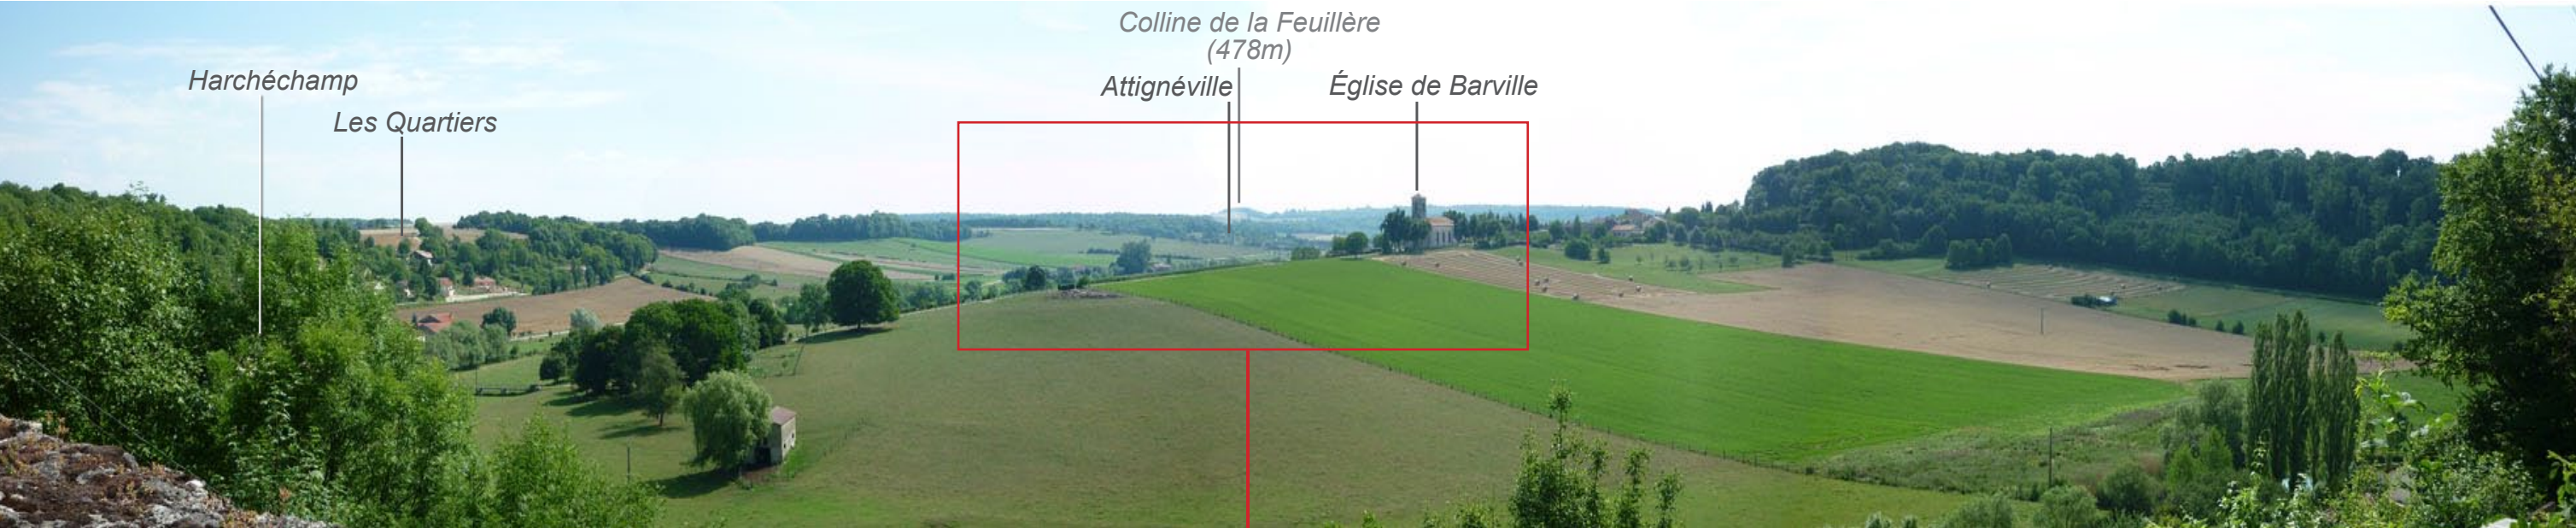 Colline de la Feuillère
(478m)
Harchéchamp
Attignéville
Église de Barville
Les Quartiers